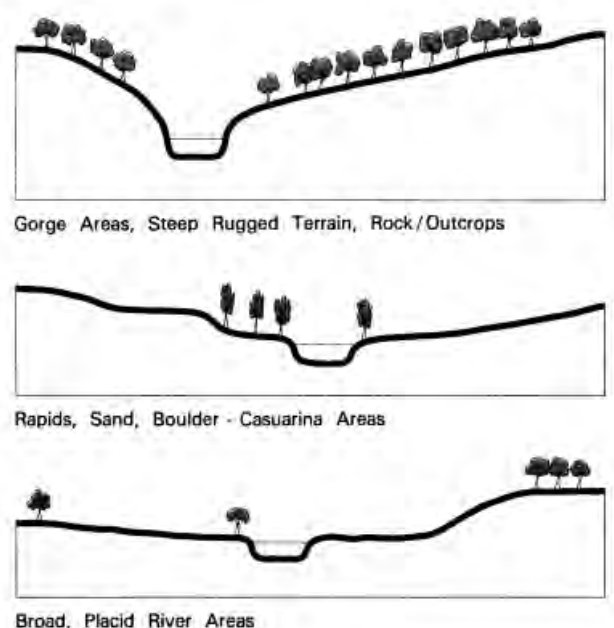 Gorge Areas, Steep Rugged Terrain, Rock/Outcrops
Rapids, Sand, Boulder - Casuarina Areas
Broad, Placid River Areas